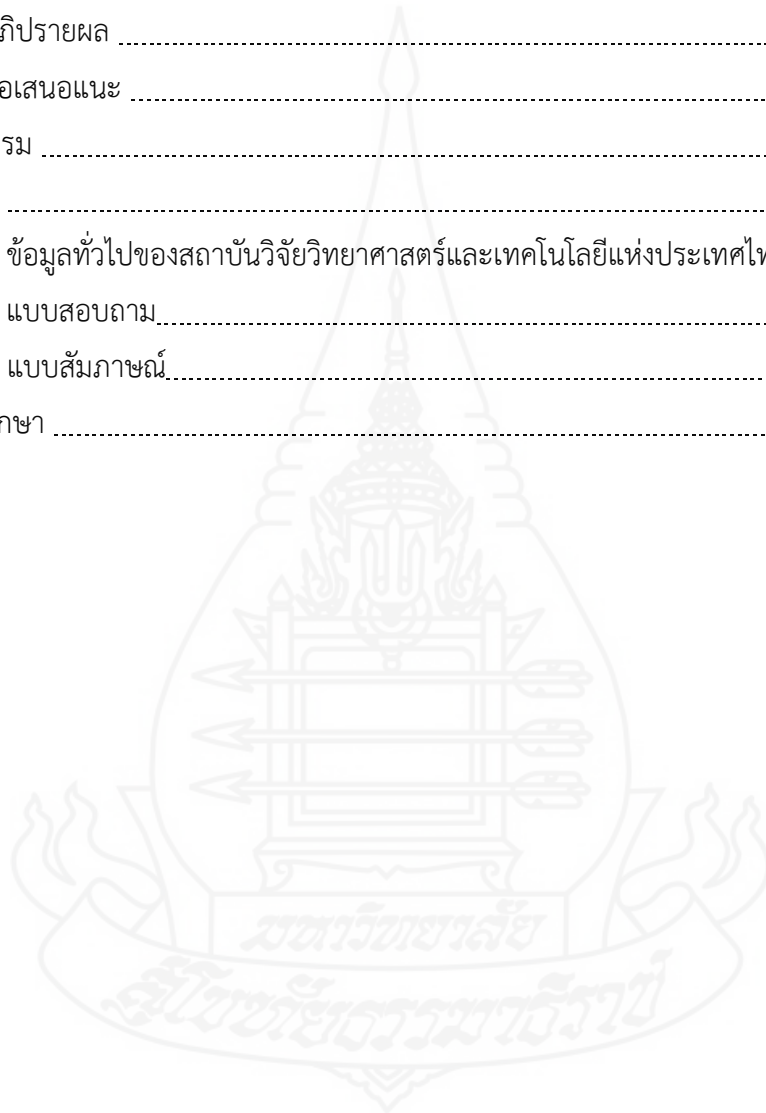 ภิปรายผล
อเสนอแนะ
รรม
ข้อมูลทั่วไปของสถาบันวิจัยวิทยาศาสตร์และเทคโนโลยีแห่งประเทศไท
แบบสอบถาม
แบบสัมภาษณ์
กษา
มหาวิทยาลัย
สุโขทัยธรรมาธิราช